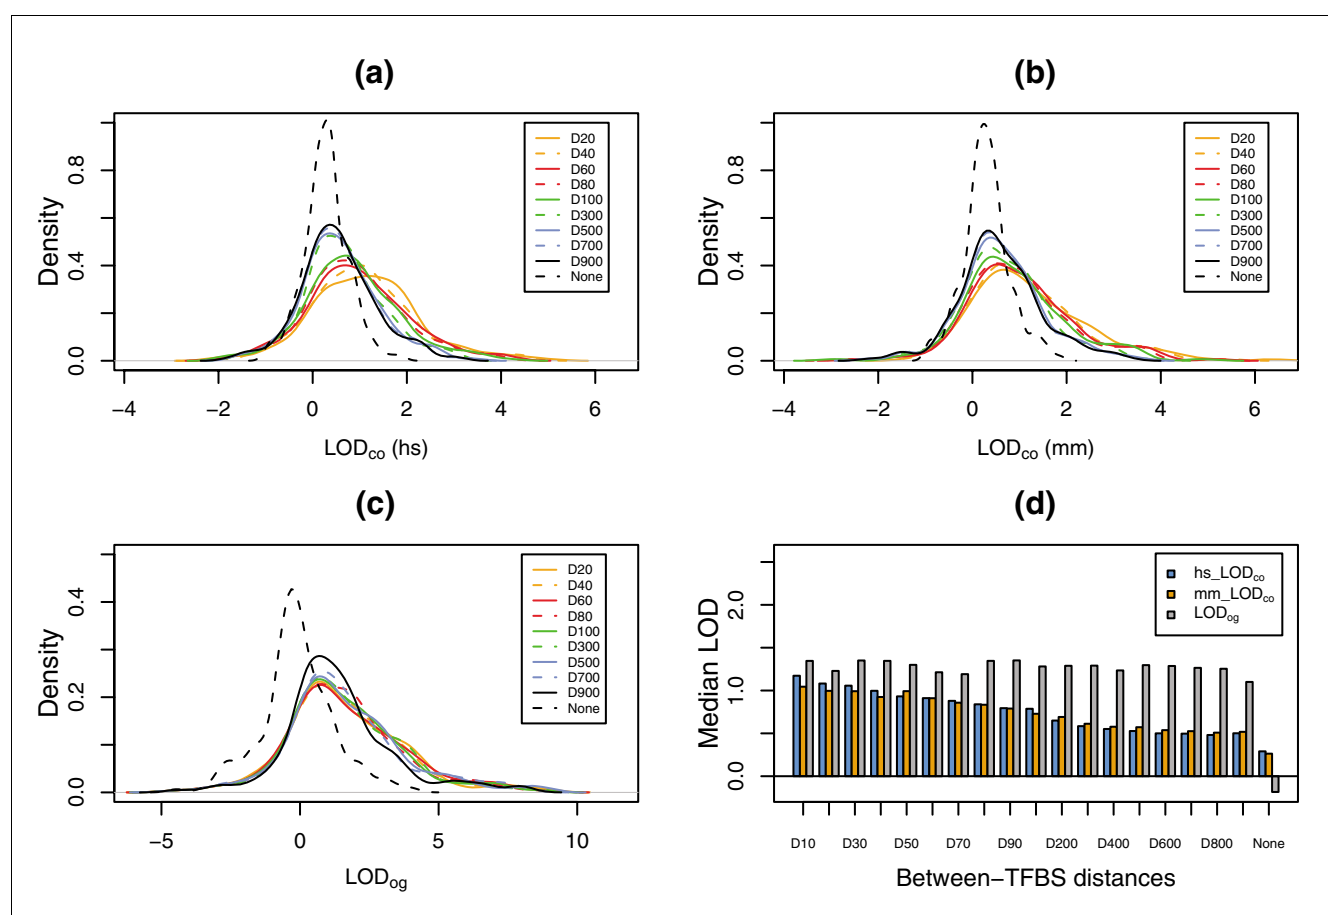 (a)
Density
0.0
0.4
0.8
−4
−2
0
2
4
6
LODco (hs)
D20
D40
D60
D80
D100
D300
D500
D700
D900
None
(b)
Density
0.0
0.4
0.8
−4
−2
0
2
4
6
LODco (mm)
D20
D40
D60
D80
D100
D300
D500
D700
D900
None
(c)
Density
0.0
0.2
0.4
−5
0
5
10
LODog
D20
D40
D60
D80
D100
D300
D500
D700
D900
None
(d)
Median LOD
0.0
1.0
2.0
hs_LODco
mm_LODco
LODog
D10
D30
D50
D70
D90
D200
D400
D600
D800
None
Between−TFBS distances